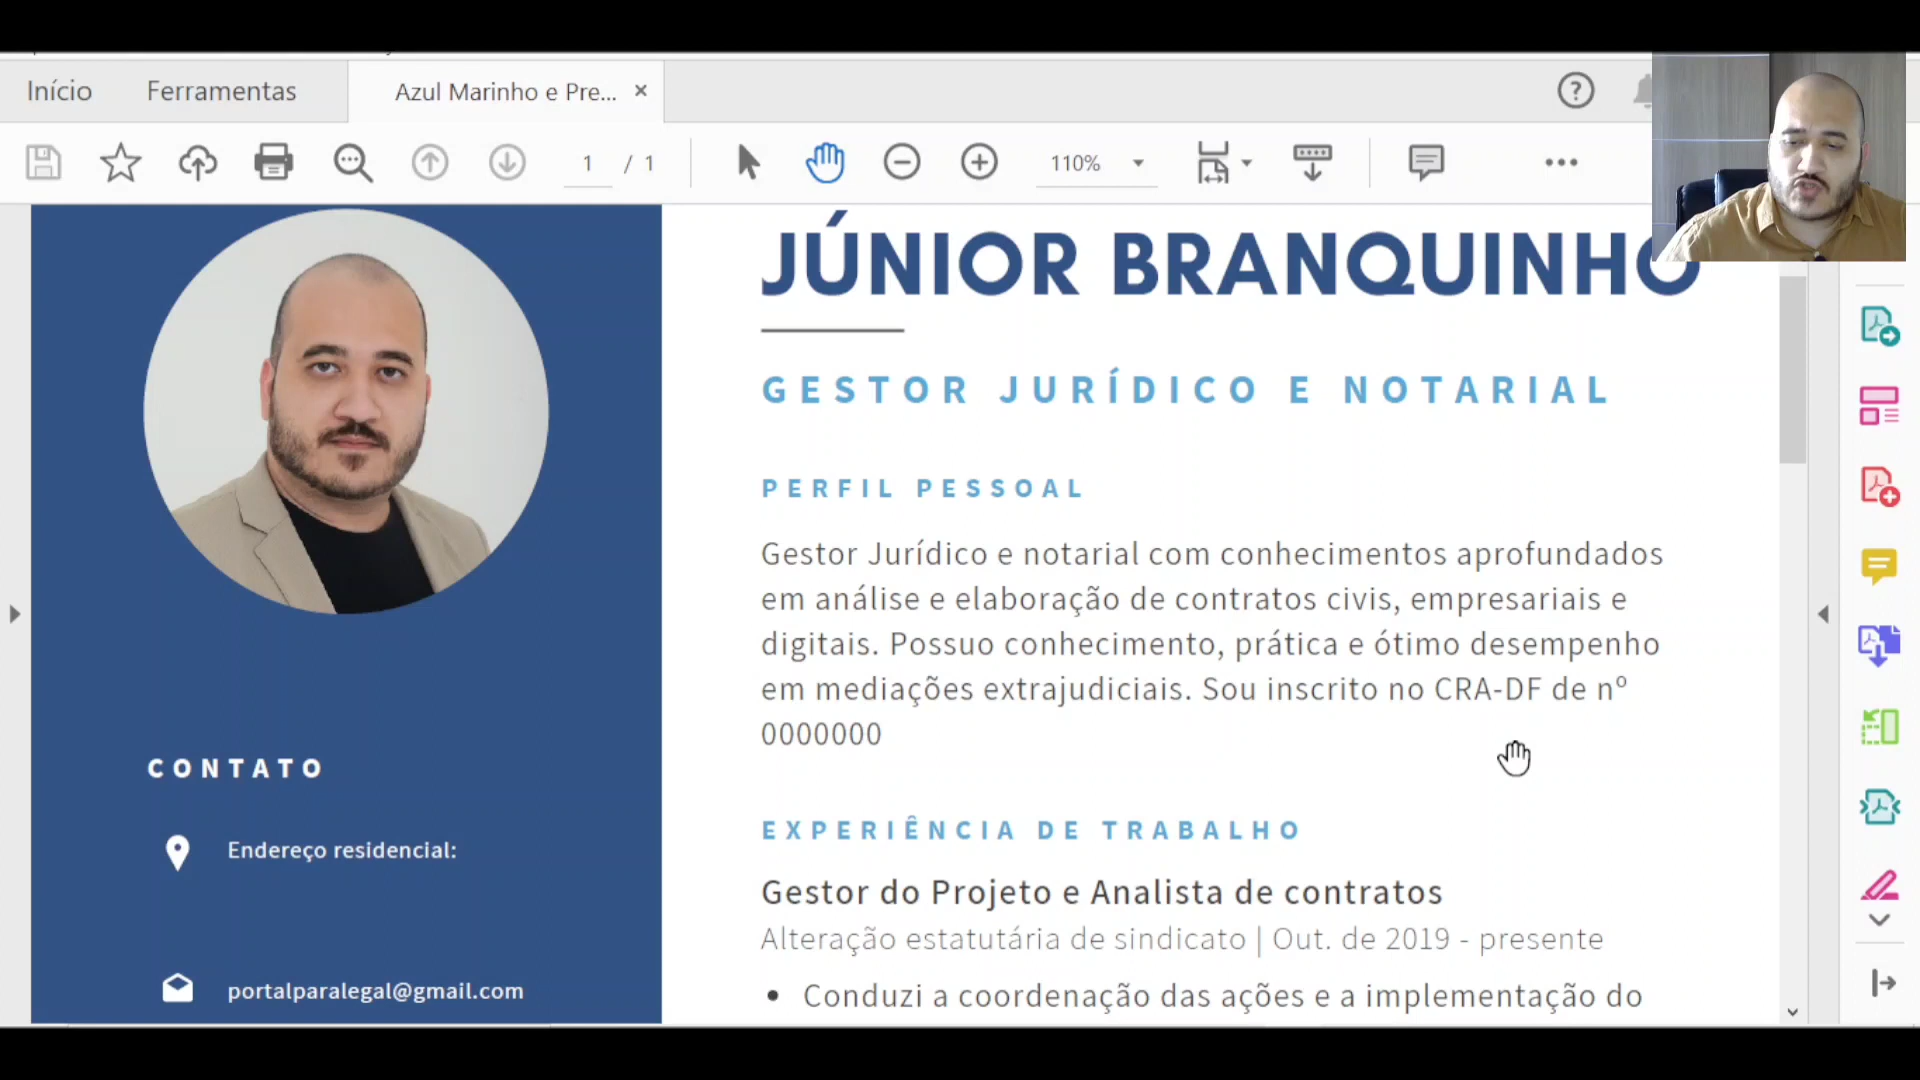 Início
Ferramentas
Azul Marinho e Pre...
1 / 1
110%
JÚNIOR BRANQUINHO
GESTOR JURÍDICO E NOTARIAL
PERFIL PESSOAL
Gestor Jurídico e notarial com conhecimentos aprofundados
em análise e elaboração de contratos civis, empresariais e
digitais. Possuo conhecimento, prática e ótimo desempenho
em mediações extrajudiciais. Sou inscrito no CRA-DF de nº
0000000
CONTATO
Endereço residencial:
portalparalegal@gmail.com
EXPERIÊNCIA DE TRABALHO
Gestor do Projeto e Analista de contratos
Alteração estatutária de sindicato | Out. de 2019 - presente
• Conduzi a coordenação das ações e a implementação do